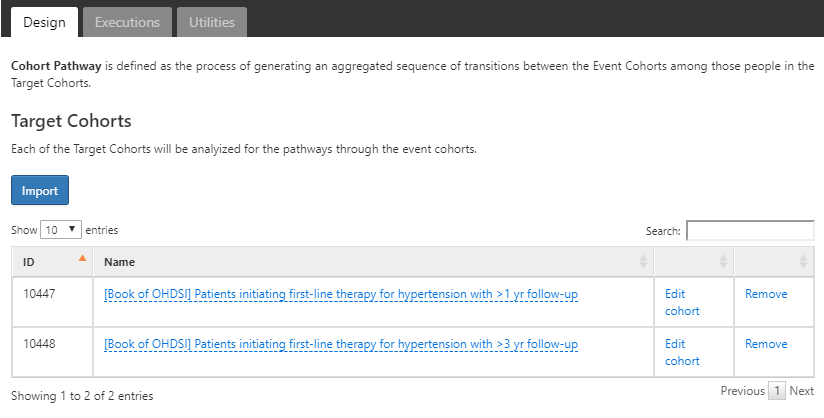 Design Executions Utilities
Cohort Pathway is defined as the process of generating an aggregated sequence of transitions between the Event Cohorts among those people in the
Target Cohorts.
Target Cohorts
Each of the Target Cohorts will be analyized for the pathways through the event cohorts.
Import
Show 10 entries Search:
ID Name
10447 [Book of OHDSI] Patients initiating first-line therapy for hypertension with >1 yr follow-up Edit Remove
cohort
10448 [Book of OHDSI] Patients initiating first-line therapy for hypertension with >3 yr follow-up Edit Remove
cohort
Showing 1 to 2 of 2 entries Previous 1 Next